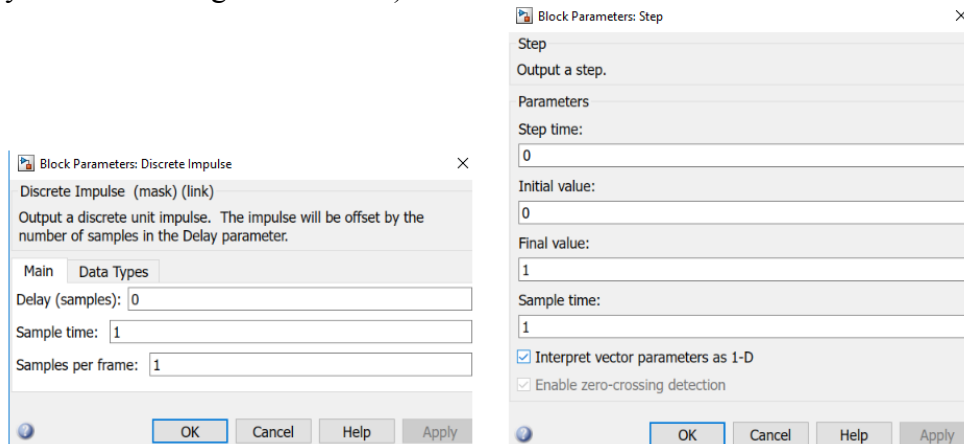 Block Parameters: Discrete Impulse
Discrete Impulse (mask) (link)
Output a discrete unit impulse. The impulse will be offset by the
number of samples in the Delay parameter.
Main Data Types
Delay (samples): 0
Sample time: 1
Samples per frame: 1
OK Cancel Help Apply
Block Parameters: Step
Step
Output a step.
Parameters
Step time:
0
Initial value:
0
Final value:
1
Sample time:
1
Interpret vector parameters as 1-D
Enable zero-crossing detection
OK Cancel Help Apply